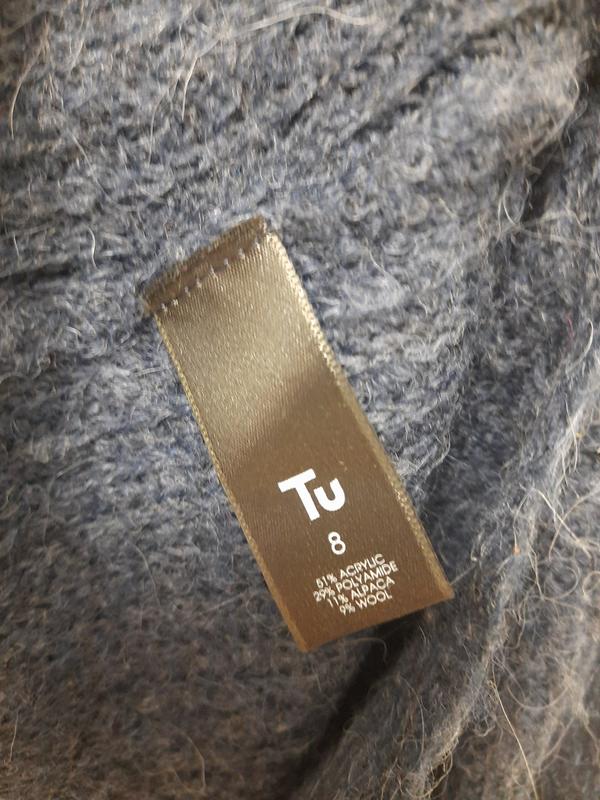 Tu
8
51% ACRYLIC
29% POLYAMIDE
11% ALPACA
9% WOOL